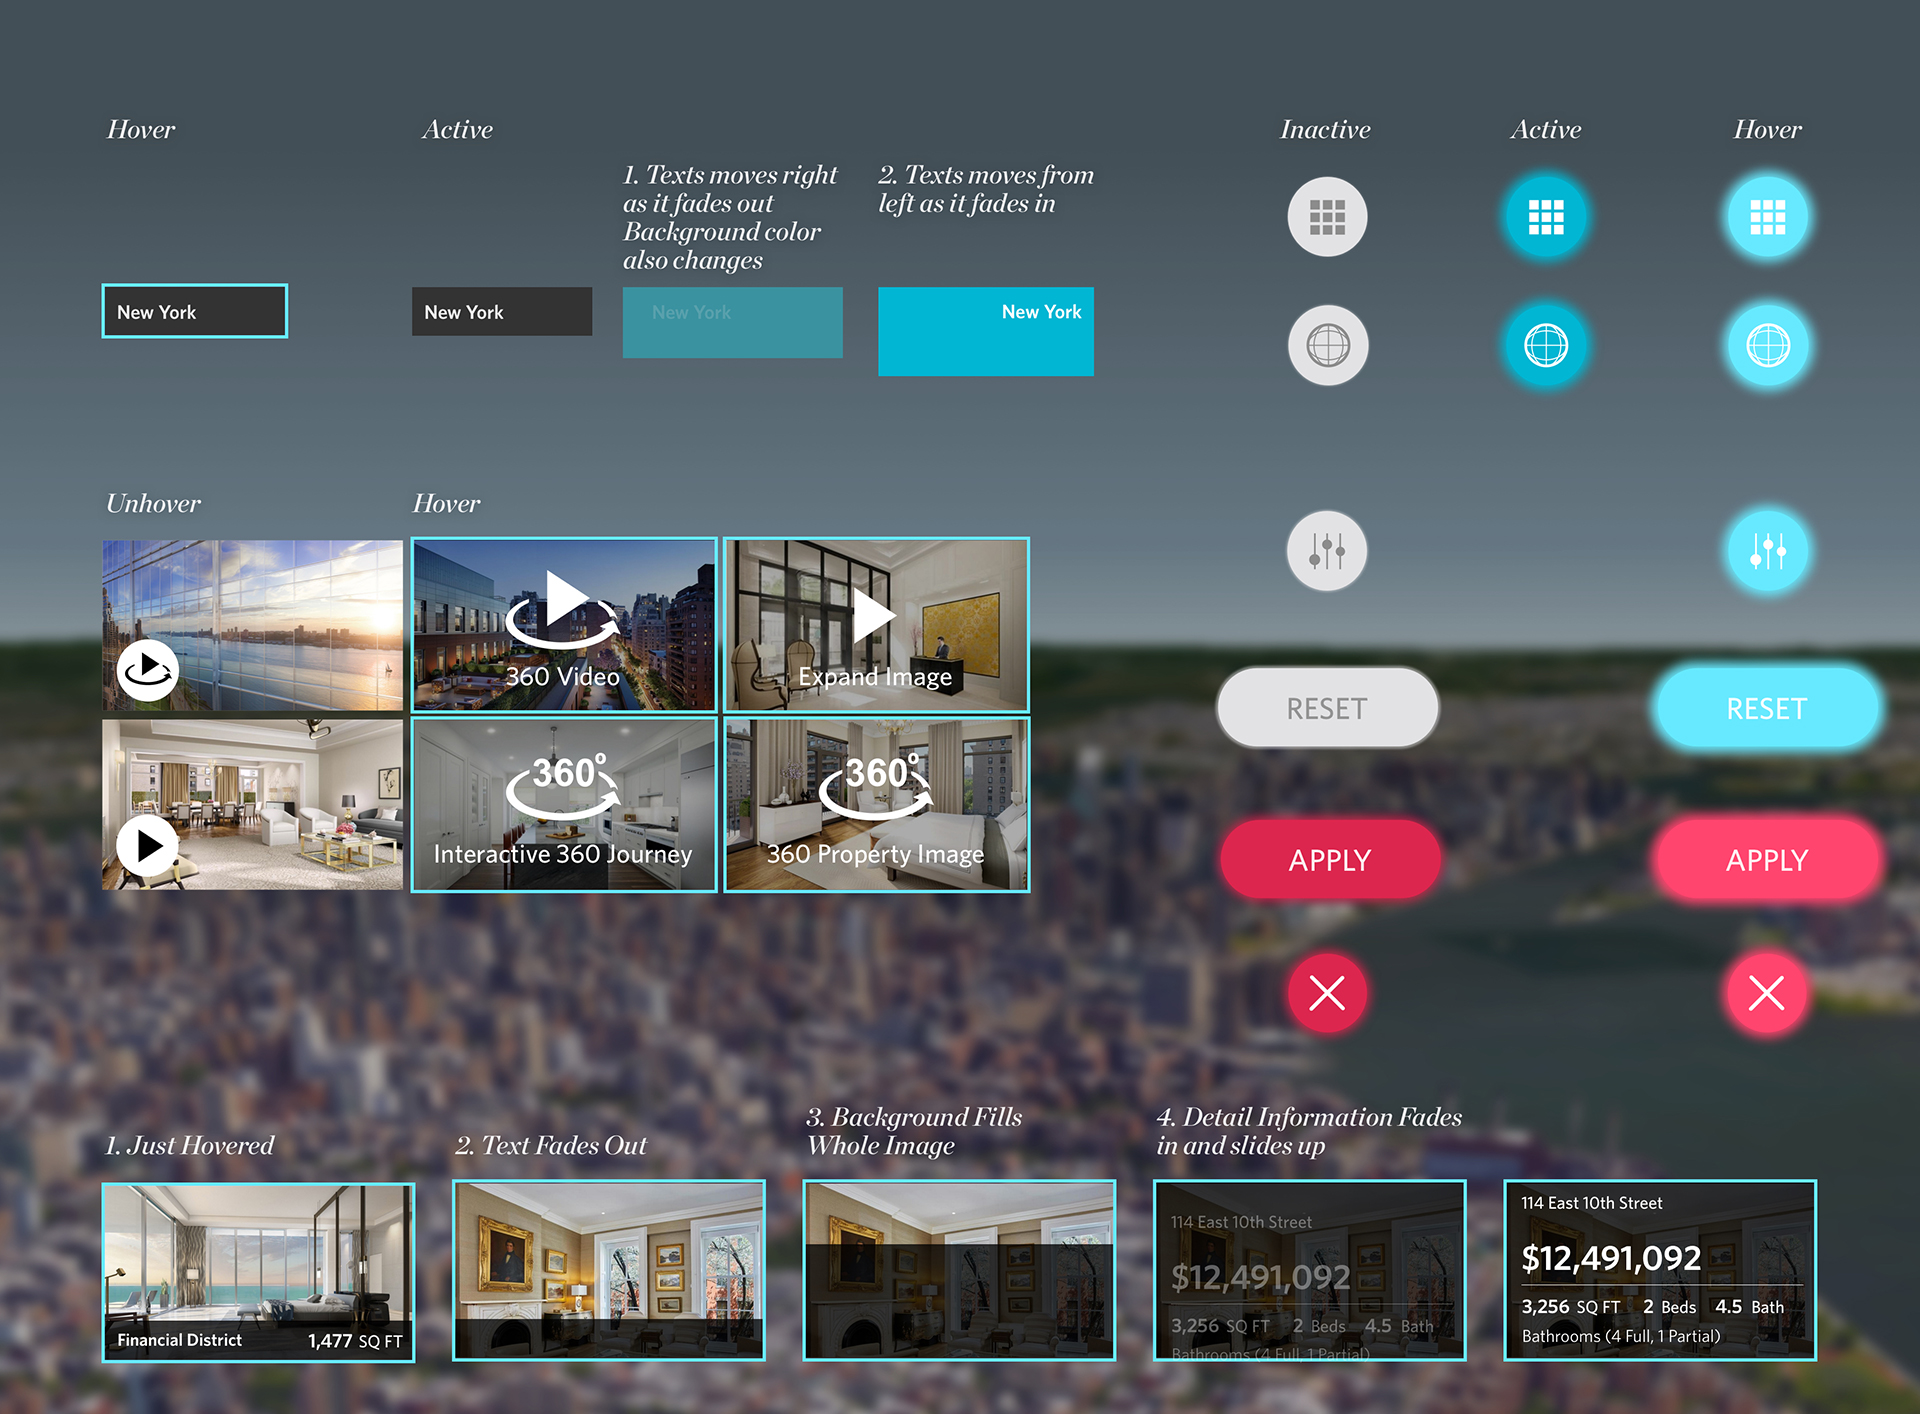 Hover
Active
1. Texts moves right
as it fades out
Background color
also changes
2. Texts moves from
left as it fades in
Inactive
Active
Hover
New York
New York
New York
New York
Unhover
Hover
360 Video
Expand Image
360°
Interactive 360 Journey
360°
360 Property Image
RESET
RESET
APPLY
APPLY
1. Just Hovered
2. Text Fades Out
3. Background Fills
Whole Image
4. Detail Information Fades
in and slides up
Financial District 1,477 SQ FT
114 East 10th Street
$12,491,092
3,256 SQ FT 2 Beds 4.5 Bath
Bathrooms (4 Full, 1 Partial)
114 East 10th Street
$12,491,092
3,256 SQ FT 2 Beds 4.5 Bath
Bathrooms (4 Full, 1 Partial)